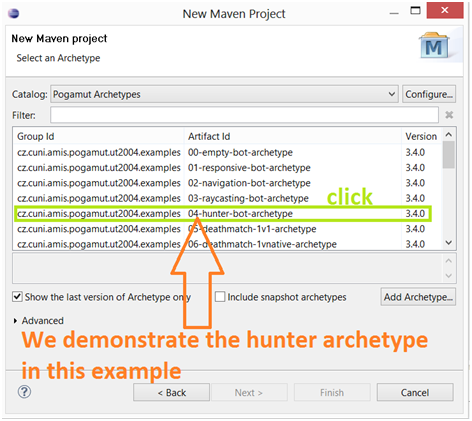 New Maven Project
New Maven project
Select an Archetype
M
Catalog: Pogamut Archetypes Configure...
Filter:
Group Id Artifact Id Version
cz.cuni.amis.pogamut.ut2004.examples 00-empty-bot-archetype 3.4.0
cz.cuni.amis.pogamut.ut2004.examples 01-responsive-bot-archetype 3.4.0
cz.cuni.amis.pogamut.ut2004.examples 02-navigation-bot-archetype 3.4.0
cz.cuni.amis.pogamut.ut2004.examples 03-raycasting-bot-archetype 3.4.0
click
cz.cuni.amis.pogamut.ut2004.examples 04-hunter-bot-archetype 3.4.0
cz.cuni.amis.pogamut.ut2004.examples 05-deathmatch-1v1-archetype 3.4.0
cz.cuni.amis.pogamut.ut2004.examples 06-deathmatch-1vnative-archetype 3.4.0
Show the last version of Archetype only Include snapshot archetypes Add Archetype...
Advanced
We demonstrate the hunter archetype
in this example
? < Back Next > Finish Cancel